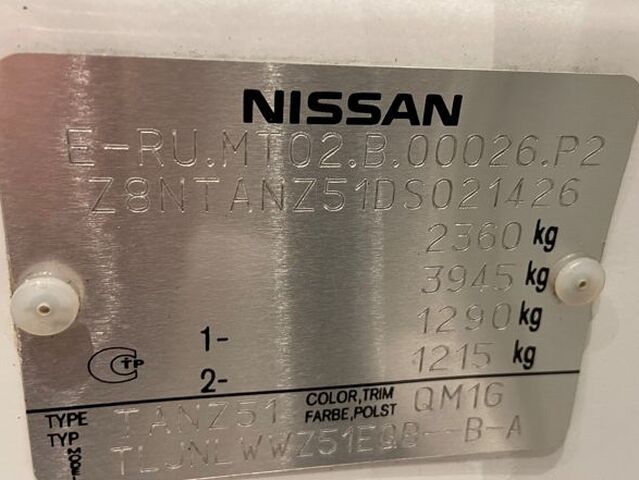 NISSAN
E-RU.MT02.B.00026.P2
Z8NTANZ51DS021426
2360 kg
3945 kg
1- 1290 kg
2- 1215 kg
TYPE TYP TANZ51 COLOR,TRIM FARBE,POLST QM1G
MODEL TLJNLWWZ51EQB--B-A